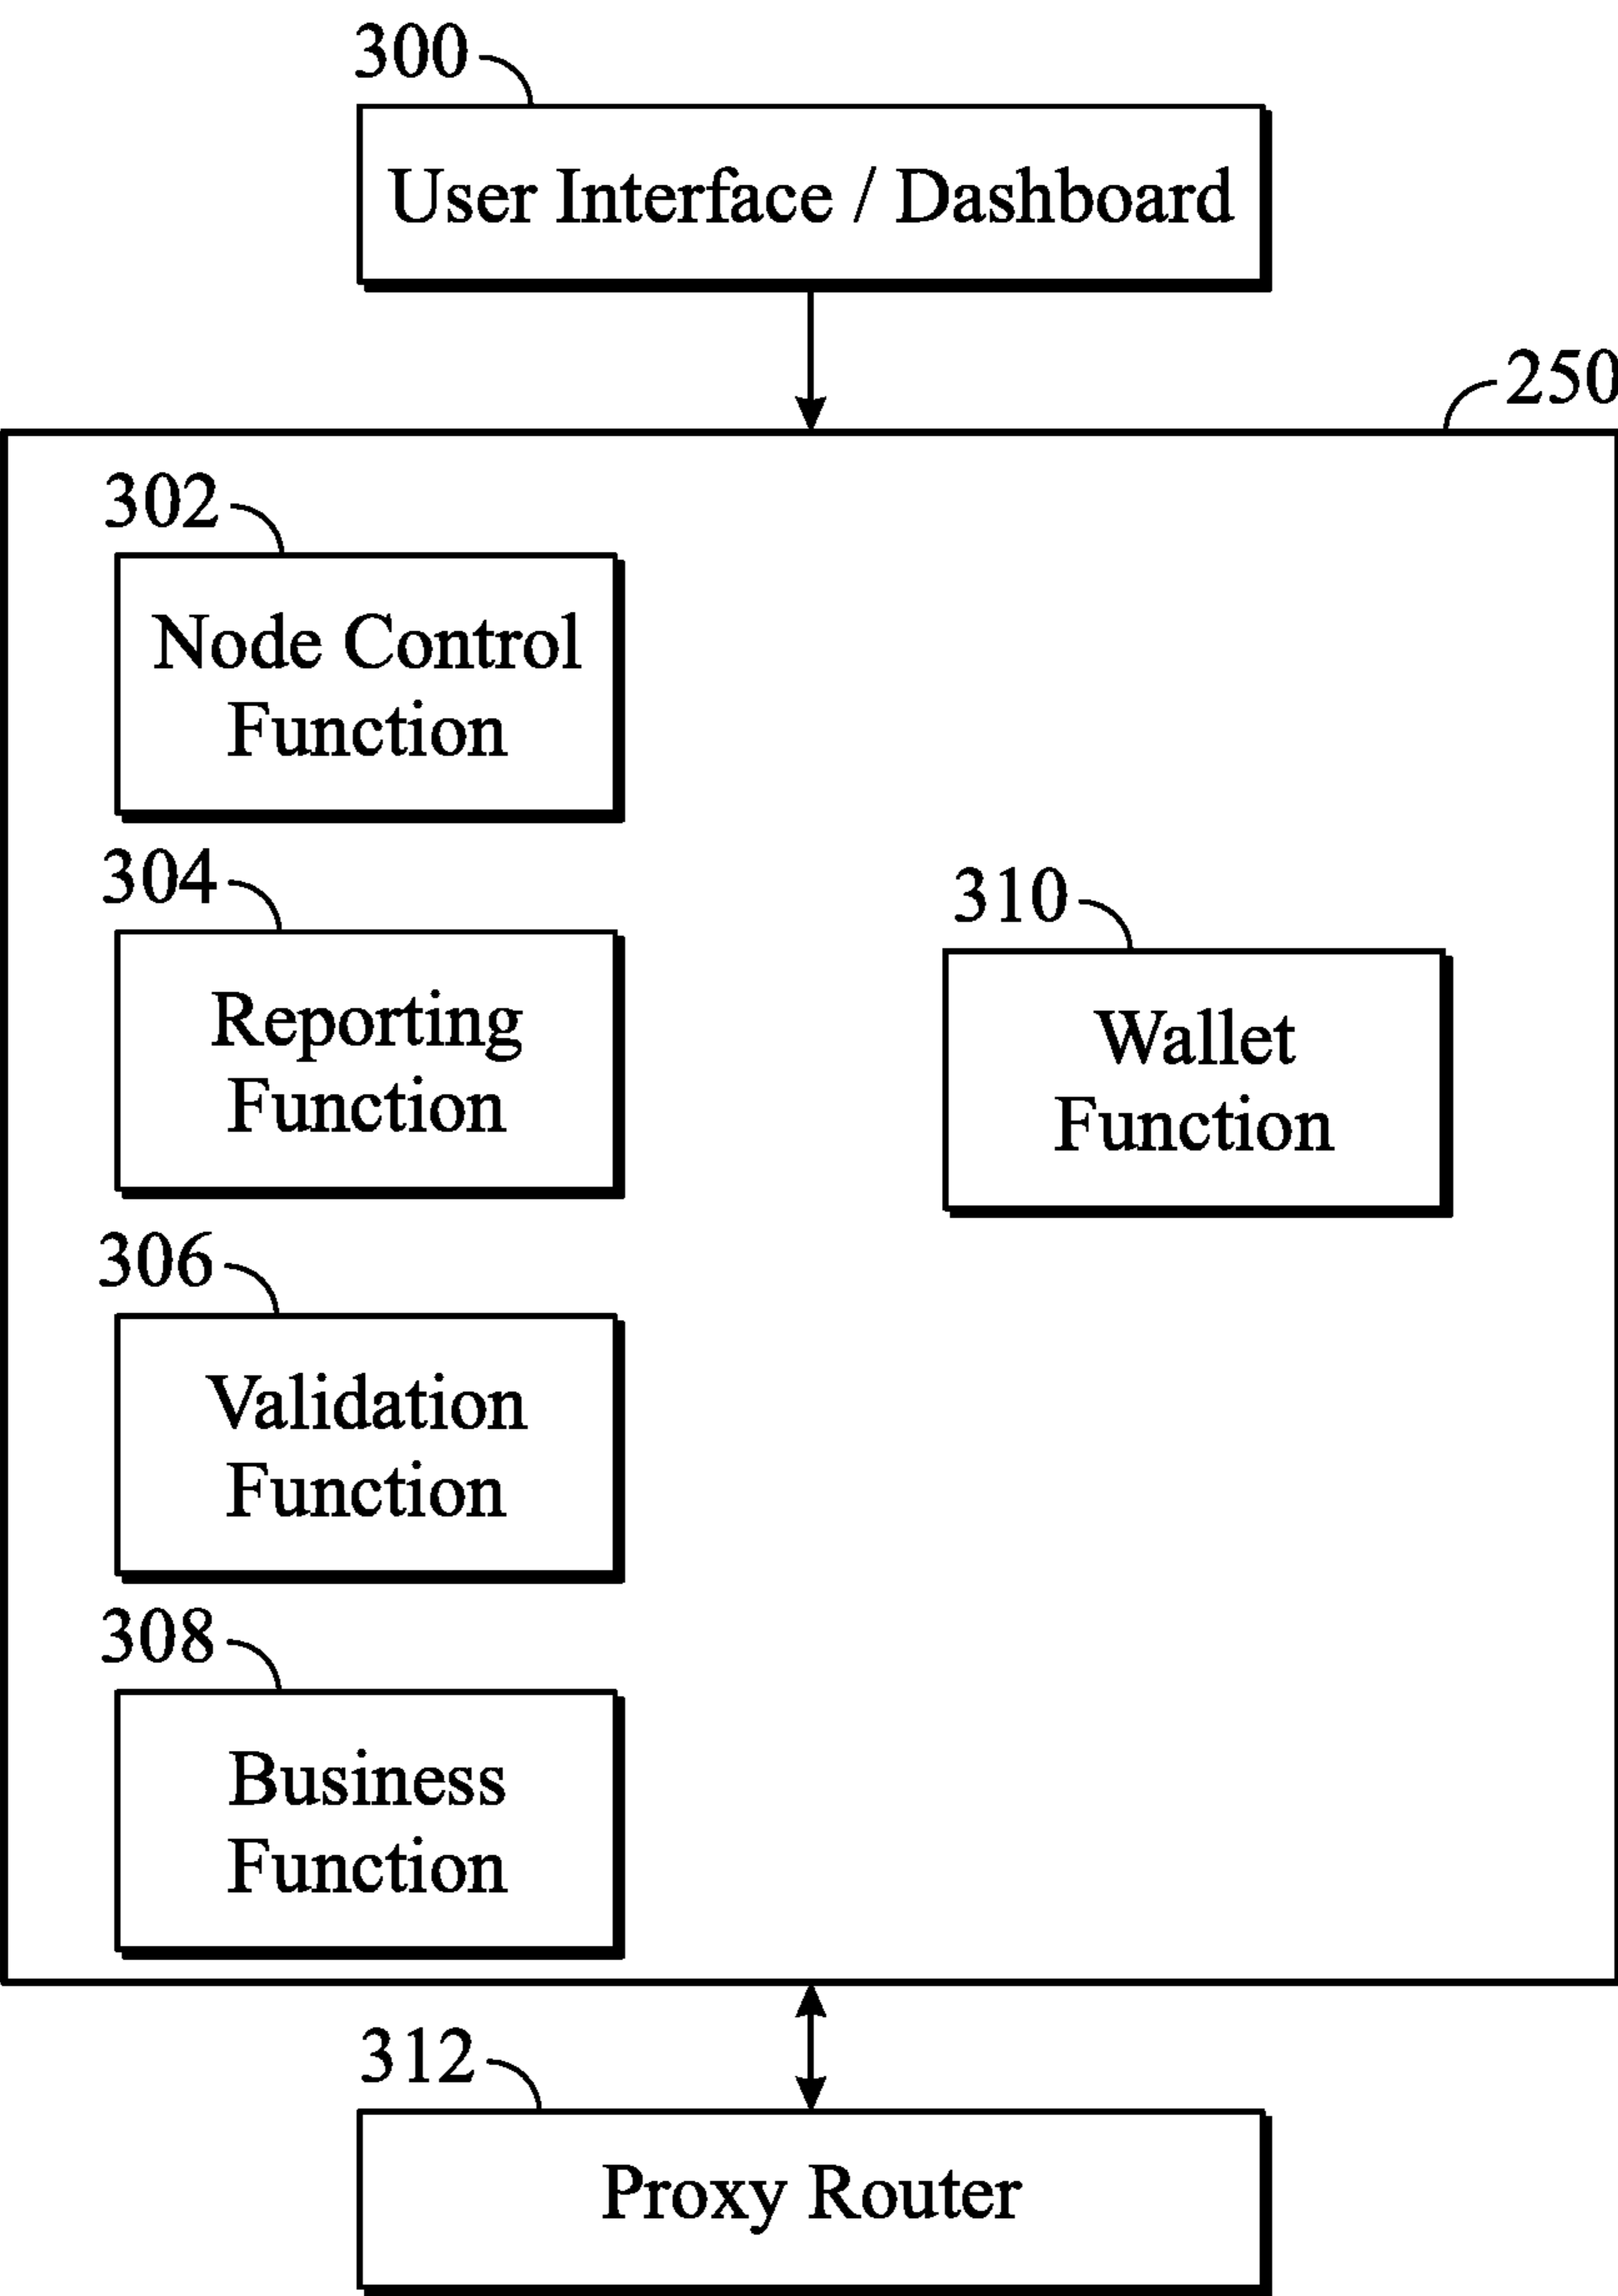 300
User Interface / Dashboard
250
302
Node Control
Function
304
Reporting
Function
310
Wallet
Function
306
Validation
Function
308
Business
Function
312
Proxy Router